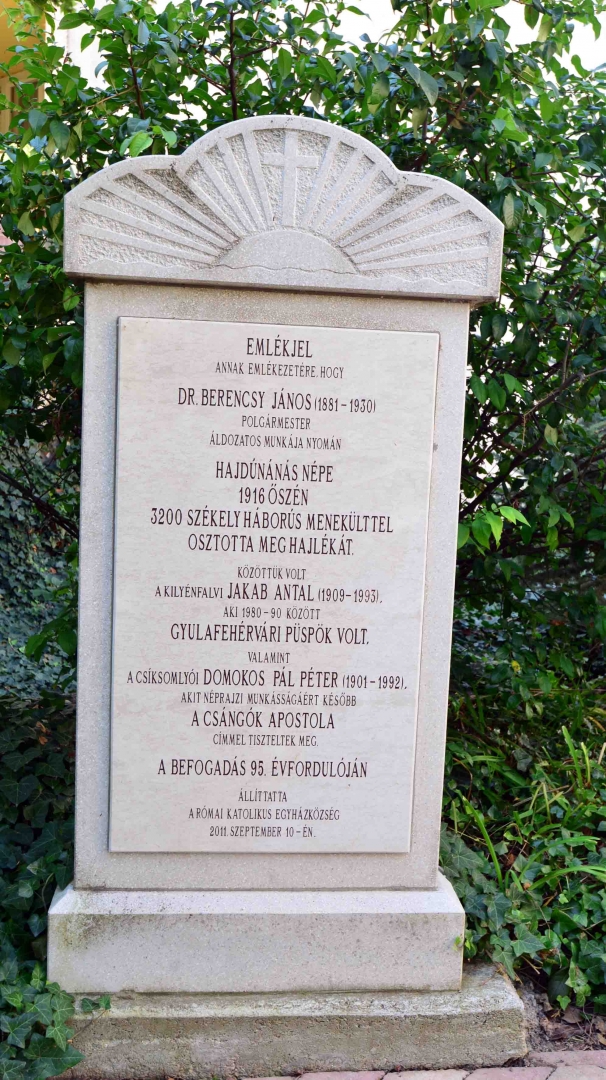 EMLÉKJEL
ANNAK EMLÉKEZETÉRE, HOGY
DR. BERENCSY JÁNOS (1881 - 1930)
POLGÁRMESTER
ÁLDOZATOS MUNKÁJA NYOMÁN
HAJDÚNÁNÁS NÉPE
1916 ŐSZÉN
3200 SZÉKELY HÁBORÚS MENEKÜLTTEL
OSZTOTTA MEG HAJLÉKÁT.
KÖZÖTTÜK VOLT
A KILYÉNFALVI JAKAB ANTAL (1909 - 1993),
AKI 1980 - 90 KÖZÖTT
GYULAFEHÉRVÁRI PÜSPÖK VOLT,
VALAMINT
A CSÍKSOMLYÓI DOMOKOS PÁL PÉTER (1901 - 1992),
AKIT NÉPRAJZI MUNKÁSSÁGÁÉRT KÉSŐBB
A CSÁNGÓK APOSTOLA
CÍMMEL TISZTELTEK MEG.
A BEFOGADÁS 95. ÉVFORDULÓJÁN
ÁLLÍTTATTA
A RÓMAI KATOLIKUS EGYHÁZKÖZSÉG
2011. SZEPTEMBER 10 - ÉN.